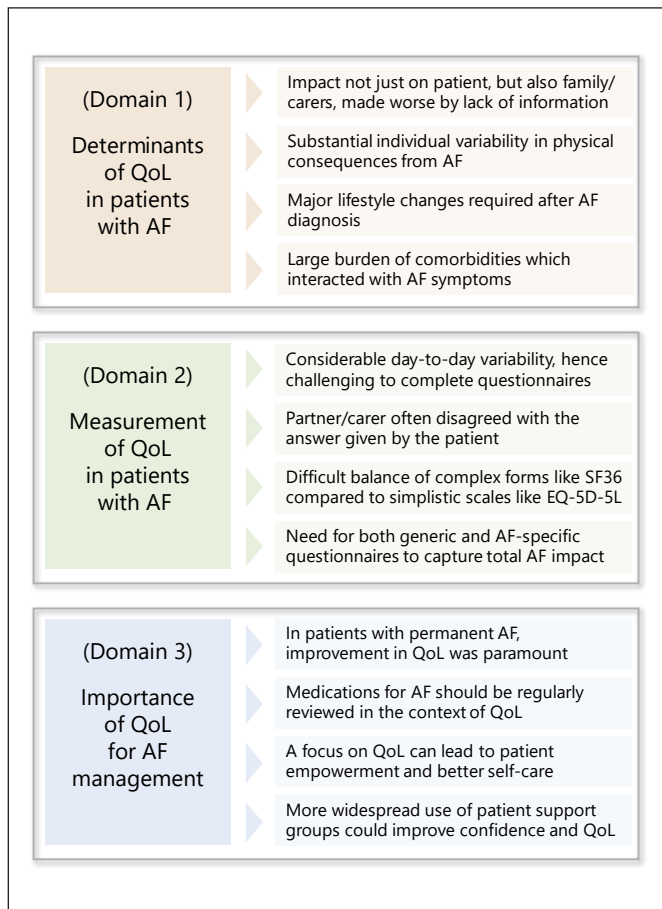 (Domain 1)
Determinants
of QoL
in patients
with AF
Impact not just on patient, but also family/
carers, made worse by lack of information
Substantial individual variability in physical
consequences from AF
Major lifestyle changes required after AF
diagnosis
Large burden of comorbidities which
interacted with AF symptoms
(Domain 2)
Measurement
of QoL
in patients
with AF
Considerable day-to-day variability, hence
challenging to complete questionnaires
Partner/carer often disagreed with the
answer given by the patient
Difficult balance of complex forms like SF36
compared to simplistic scales like EQ-5D-5L
Need for both generic and AF-specific
questionnaires to capture total AF impact
(Domain 3)
Importance
of QoL
for AF
management
In patients with permanent AF,
improvement in QoL was paramount
Medications for AF should be regularly
reviewed in the context of QoL
A focus on QoL can lead to patient
empowerment and better self-care
More widespread use of patient support
groups could improve confidence and QoL